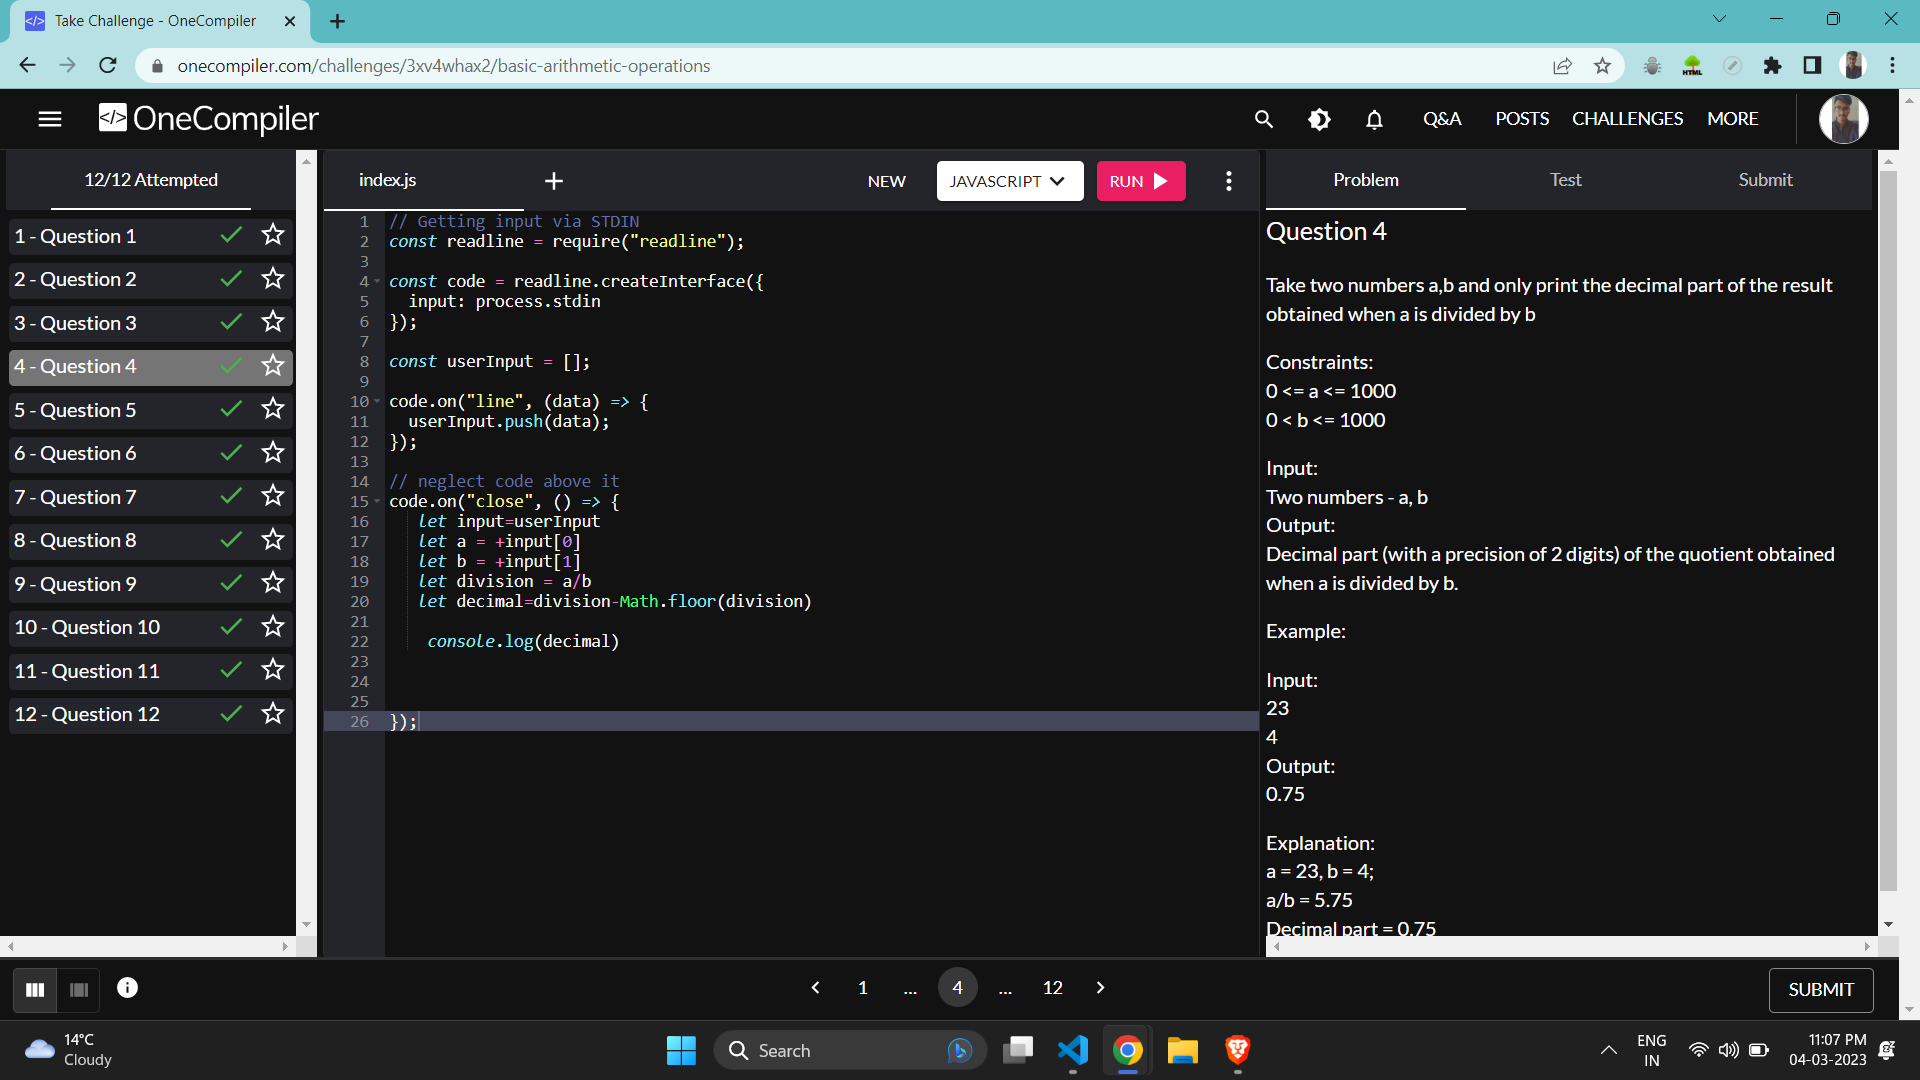 Take Challenge - OneCompiler
onecompiler.com/challenges/3xv4whax2/basic-arithmetic-operations
HTML
</> OneCompiler
Q&A POSTS CHALLENGES MORE
12/12 Attempted
1 - Question 1
2 - Question 2
3 - Question 3
4 - Question 4
5 - Question 5
6 - Question 6
7 - Question 7
8 - Question 8
9 - Question 9
10 - Question 10
11 - Question 11
12 - Question 12
index.js
NEW JAVASCRIPT RUN
1 // Getting input via STDIN
2 const readline = require("readline");
3
4 const code = readline.createInterface({
5 input: process.stdin
6 });
7
8 const userInput = [];
9
10 code.on("line", (data) => {
11 userInput.push(data);
12 });
13
14 // neglect code above it
15 code.on("close", () => {
16 let input=userInput
17 let a = +input[0]
18 let b = +input[1]
19 let division = a/b
20 let decimal=division-Math.floor(division)
21
22 console.log(decimal)
23
24
25
26 });
Problem Test Submit
Question 4
Take two numbers a,b and only print the decimal part of the result
obtained when a is divided by b
Constraints:
0 <= a <= 1000
0 < b <= 1000
Input:
Two numbers - a, b
Output:
Decimal part (with a precision of 2 digits) of the quotient obtained
when a is divided by b.
Example:
Input:
23
4
Output:
0.75
Explanation:
a = 23, b = 4;
a/b = 5.75
Decimal part = 0.75
1 ... 4 ... 12
SUBMIT
14°C
Cloudy
Search
ENG
IN
11:07 PM
04-03-2023